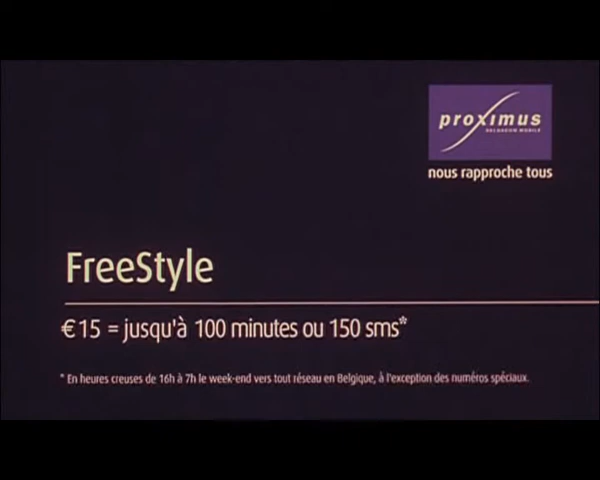 proximus
BELGACOM MOBILE
nous rapproche tous
FreeStyle
€15 = jusqu'à 100 minutes ou 150 sms*
* En heures creuses de 16h à 7h le week-end vers tout réseau en Belgique, à l'exception des numéros spéciaux.